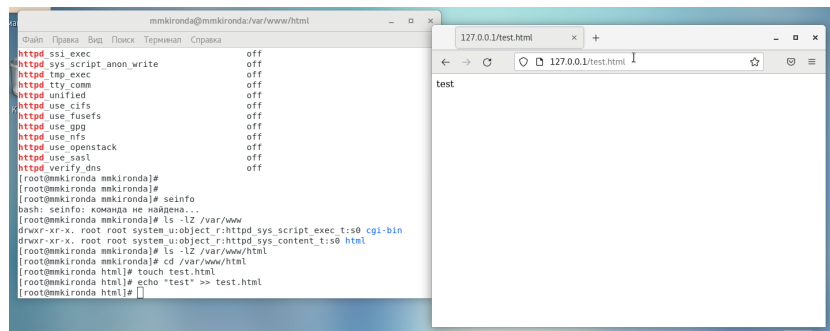 mmkironda@mmkironda:/var/www/html
Файл Правка Вид Поиск Терминал Справка
httpd_ssi_exec off
httpd_sys_script_anon_write off
httpd_tmp_exec off
httpd_tty_comm off
httpd_unified off
httpd_use_cifs off
httpd_use_fusefs off
httpd_use_gpg off
httpd_use_nfs off
httpd_use_openstack off
httpd_use_sasl off
httpd_verify_dns off
[root@mmkironda mmkironda]#
[root@mmkironda mmkironda]#
[root@mmkironda mmkironda]# seinfo
bash: seinfo: команда не найдена...
[root@mmkironda mmkironda]# ls -lZ /var/www
drwxr-xr-x. root root system_u:object_r:httpd_sys_script_exec_t:s0 cgi-bin
drwxr-xr-x. root root system_u:object_r:httpd_sys_content_t:s0 html
[root@mmkironda mmkironda]# ls -lZ /var/www/html
[root@mmkironda mmkironda]# cd /var/www/html
[root@mmkironda html]# touch test.html
[root@mmkironda html]# echo "test" >> test.html
[root@mmkironda html]#
127.0.0.1/test.html
127.0.0.1/test.html
test